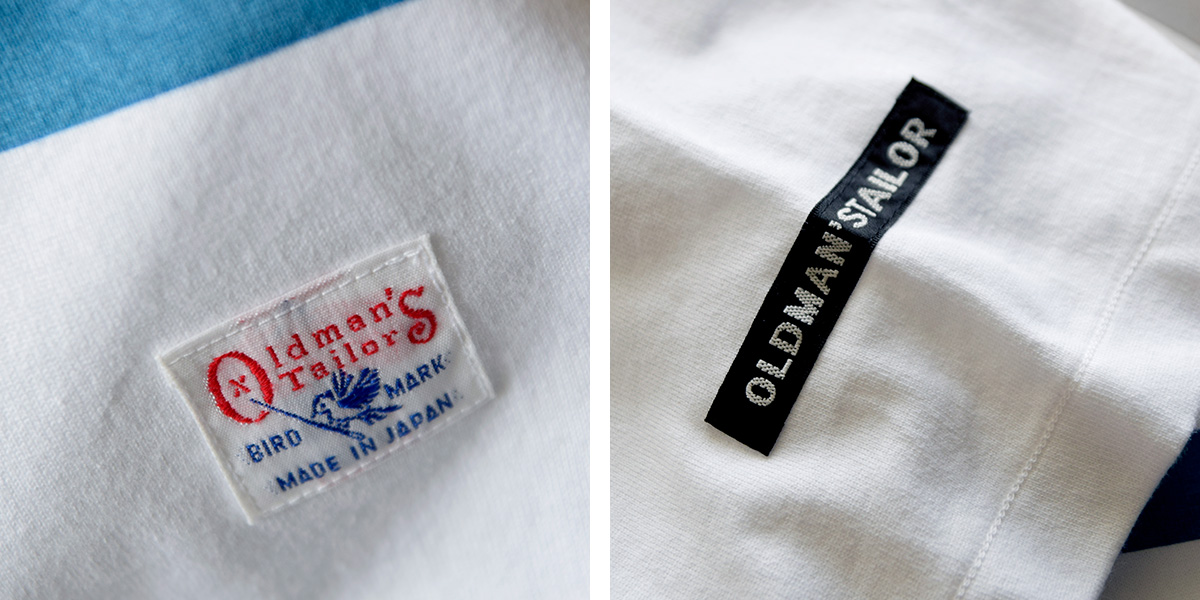 Oldman's
Tailor
BIRD MARK
MADE IN JAPAN
OLDMAN'S TAILOR